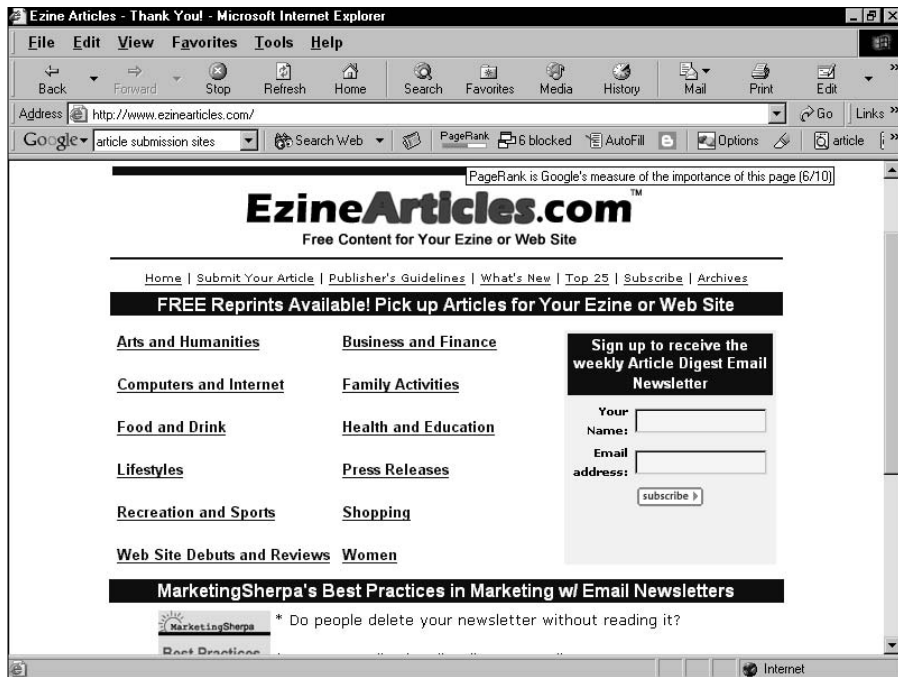 Ezine Articles - Thank You! - Microsoft Internet Explorer
File Edit View Favorites Tools Help
Back Forward Stop Refresh Home Search Favorites Media History Mail Print Edit
Address http://www.ezinearticles.com/ Go Links »
Google article submission sites Search Web PageRank 6 blocked AutoFill Options article
PageRank is Google's measure of the importance of this page (6/10)
EzineArticles.com™
Free Content for Your Ezine or Web Site
Home | Submit Your Article | Publisher's Guidelines | What's New | Top 25 | Subscribe | Archives
FREE Reprints Available! Pick up Articles for Your Ezine or Web Site
Arts and Humanities Business and Finance
Computers and Internet Family Activities
Food and Drink Health and Education
Lifestyles Press Releases
Recreation and Sports Shopping
Web Site Debuts and Reviews Women
Sign up to receive the
weekly Article Digest Email
Newsletter
Your
Name:
Email
address:
subscribe
MarketingSherpa's Best Practices in Marketing w/ Email Newsletters
MarketingSherpa
* Do people delete your newsletter without reading it?
Best Practices
Internet